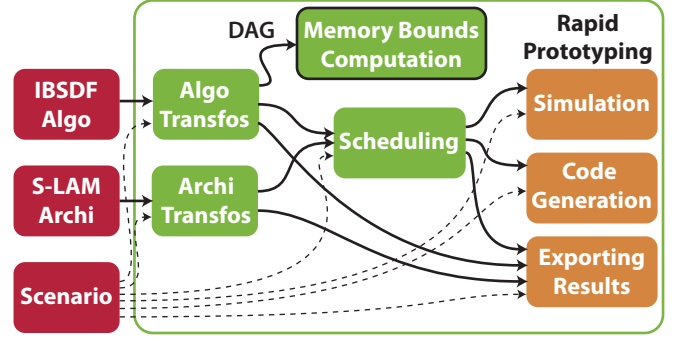 DAG
Memory Bounds
Computation
Rapid
Prototyping
IBSDF
Algo
Algo
Transfos
Simulation
Scheduling
S-LAM
Archi
Archi
Transfos
Code
Generation
Scenario
Exporting
Results